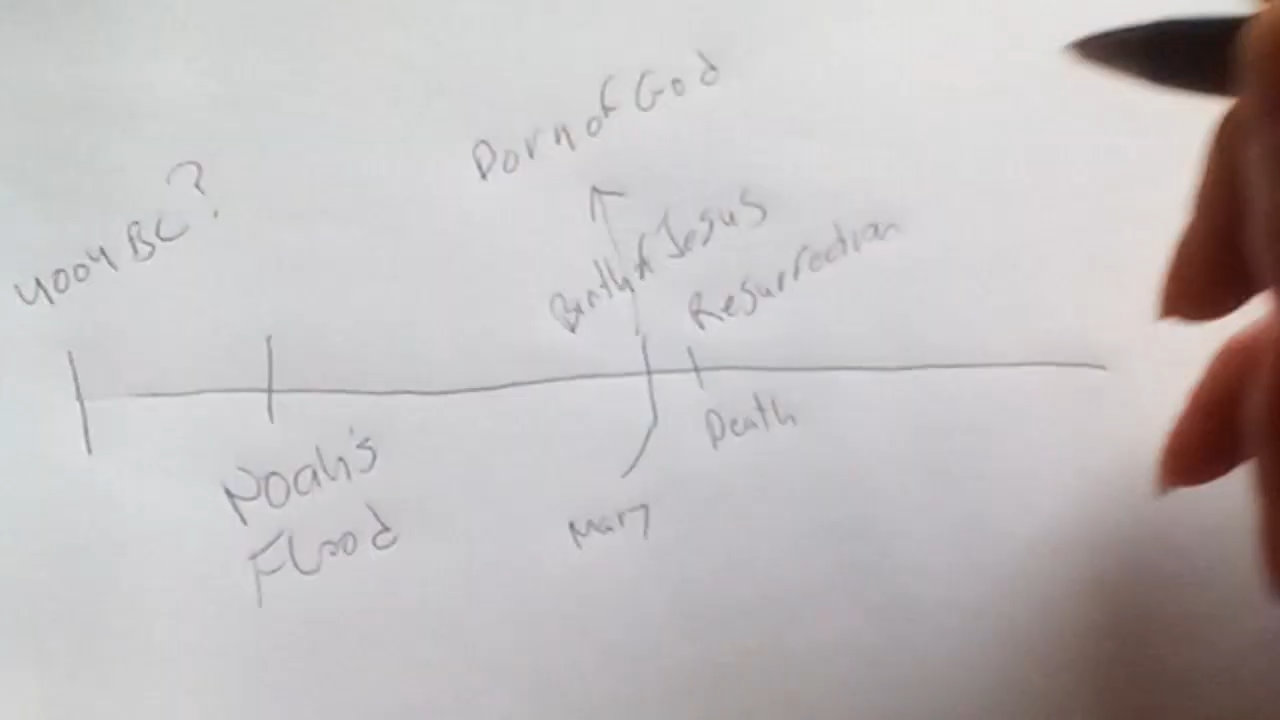 Born of God
4004 BC?
Birth of Jesus
Resurrection
Death
Noah's
Flood
Mary